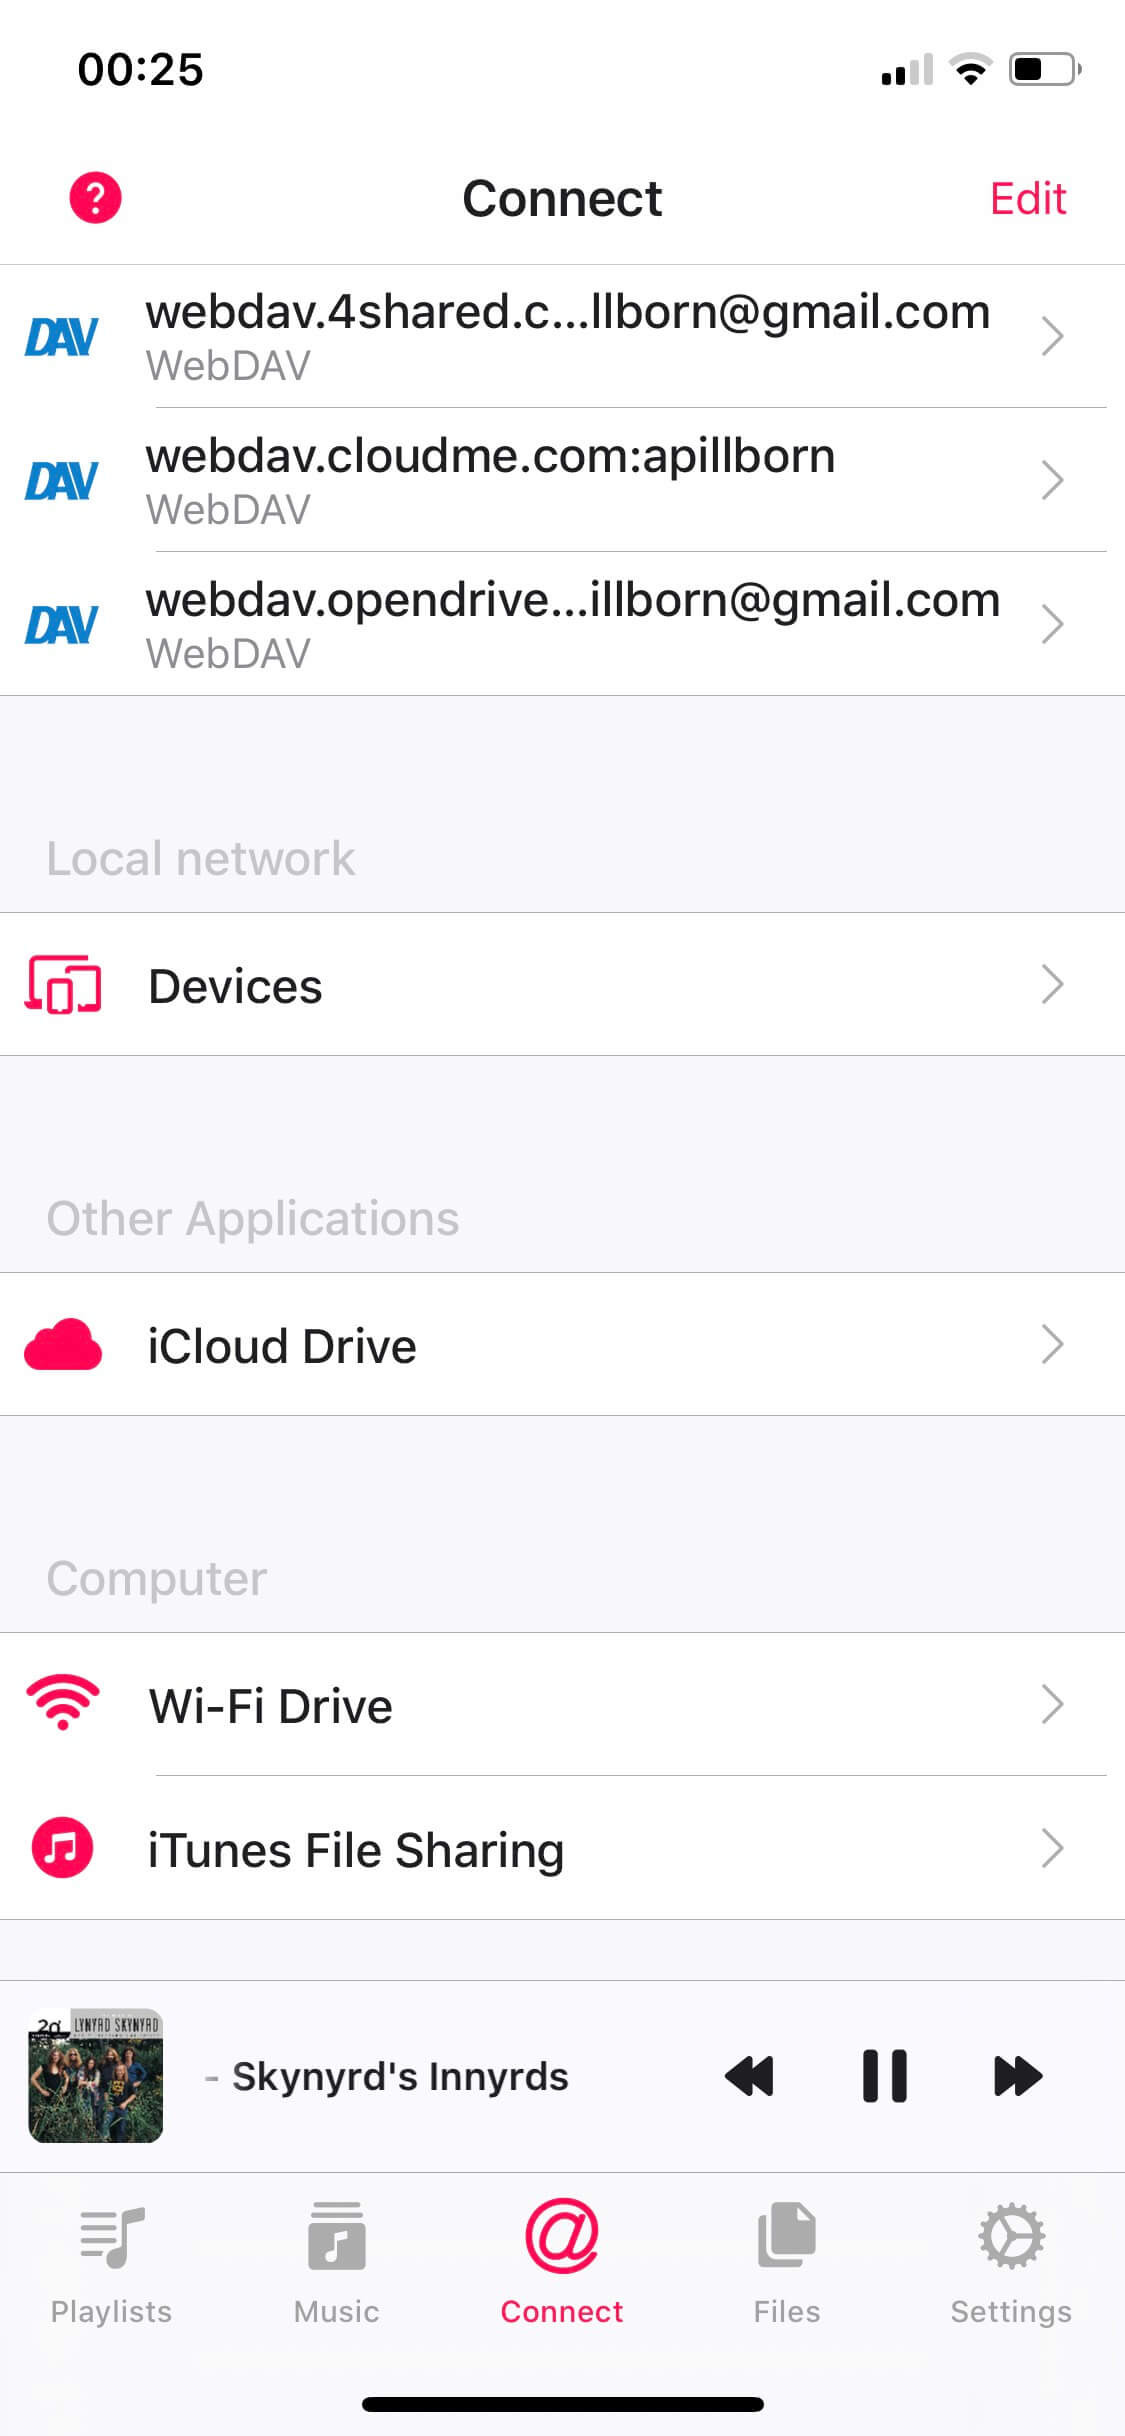 00:25
?
Connect
Edit
DAV
webdav.4shared.c...llborn@gmail.com
WebDAV
DAV
webdav.cloudme.com:apillborn
WebDAV
DAV
webdav.opendrive...illborn@gmail.com
WebDAV
Local network
Devices
Other Applications
iCloud Drive
Computer
Wi-Fi Drive
iTunes File Sharing
20
LYNYRD SKYNYRD
- Skynyrd's Innyrds
@
Playlists
Music
Connect
Files
Settings